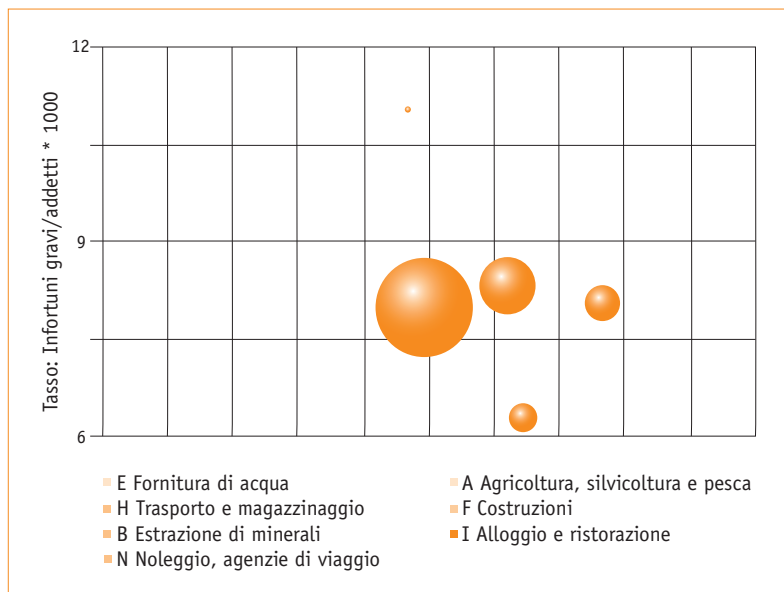 12
Tasso: Infortuni gravi/addetti * 1000
9
6
E Fornitura di acqua
H Trasporto e magazzinaggio
B Estrazione di minerali
N Noleggio, agenzie di viaggio
A Agricoltura, silvicoltura e pesca
F Costruzioni
I Alloggio e ristorazione